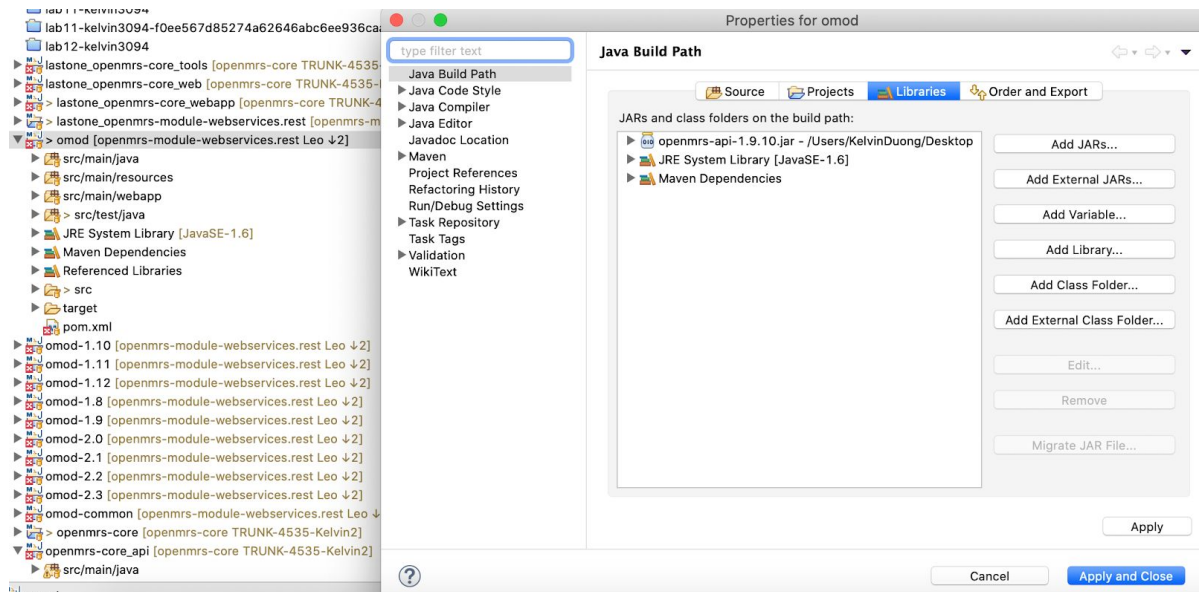 lab11-kelvin3094
lab11-kelvin3094-f0ee567d85274a62646abc6ee936ca
lab12-kelvin3094
lastone_openmrs-core_tools [openmrs-core TRUNK-4535-
lastone_openmrs-core_web [openmrs-core TRUNK-4535-
> lastone_openmrs-core_webapp [openmrs-core TRUNK-4
> lastone_openmrs-module-webservices.rest [openmrs-m
> omod [openmrs-module-webservices.rest Leo ↓2]
src/main/java
src/main/resources
src/main/webapp
> src/test/java
JRE System Library [JavaSE-1.6]
Maven Dependencies
Referenced Libraries
> src
target
pom.xml
omod-1.10 [openmrs-module-webservices.rest Leo ↓2]
omod-1.11 [openmrs-module-webservices.rest Leo ↓2]
omod-1.12 [openmrs-module-webservices.rest Leo ↓2]
omod-1.8 [openmrs-module-webservices.rest Leo ↓2]
omod-1.9 [openmrs-module-webservices.rest Leo ↓2]
omod-2.0 [openmrs-module-webservices.rest Leo ↓2]
omod-2.1 [openmrs-module-webservices.rest Leo ↓2]
omod-2.2 [openmrs-module-webservices.rest Leo ↓2]
omod-2.3 [openmrs-module-webservices.rest Leo ↓2]
omod-common [openmrs-module-webservices.rest Leo ↓
> openmrs-core [openmrs-core TRUNK-4535-Kelvin2]
openmrs-core_api [openmrs-core TRUNK-4535-Kelvin2]
src/main/java
Properties for omod
type filter text
Java Build Path
Java Code Style
Java Compiler
Java Editor
Javadoc Location
Maven
Project References
Refactoring History
Run/Debug Settings
Task Repository
Task Tags
Validation
WikiText
Java Build Path
Source
Projects
Libraries
Order and Export
JARs and class folders on the build path:
openmrs-api-1.9.10.jar - /Users/KelvinDuong/Desktop
JRE System Library [JavaSE-1.6]
Maven Dependencies
Add JARs...
Add External JARs...
Add Variable...
Add Library...
Add Class Folder...
Add External Class Folder...
Edit...
Remove
Migrate JAR File...
Apply
Cancel
Apply and Close